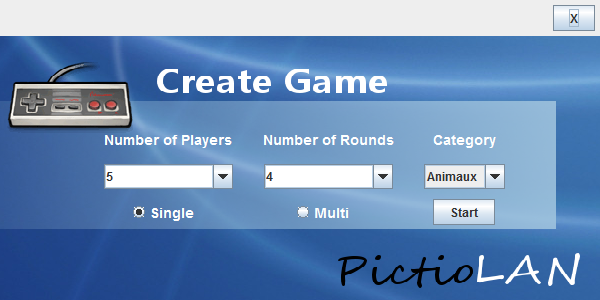 X
Create Game
Number of Players Number of Rounds Category
5 4 Animaux
Single Multi Start
PictioLAN